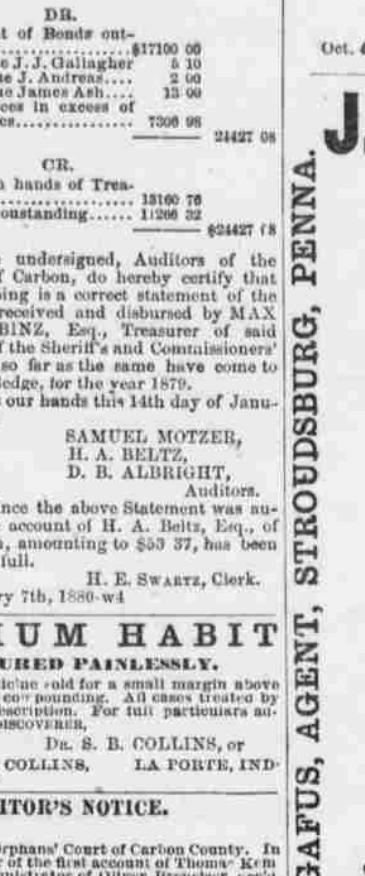 DR.
t of Bonds out-
....................$17100 00
e J. J. Gallagher 5 10
e J. Andreas.... 2 00
e James Ash.... 13 00
ces in excess of
es................ 7306 98
24427 08
CR.
n hands of Trea-
.................. 13160 76
oustanding...... 11266 32
$24427 08
undersigned, Auditors of the
f Carbon, do hereby certify that
ing is a correct statement of the
received and disbursed by MAX
BINZ, Esq., Treasurer of said
f the Sheriff's and Commissioners'
so far as the same have come to
ledge, for the year 1879.
s our hands this 14th day of Janu-
SAMUEL MOTZER,
H. A. BELTZ,
D. B. ALBRIGHT,
Auditors.
nce the above Statement was au-
account of H. A. Beltz, Esq., of
n, amounting to $53 37, has been
full.
H. E. SWARTZ, Clerk.
ry 7th, 1880-w4
IUM HABIT
URED PAINLESSLY.
icine sold for a small margin above
compounding. All cases treated by
escription. For full particulars ad-
DISCOVERER,
DR. S. B. COLLINS, or
COLLINS, LA PORTE, IND-
ITOR'S NOTICE.
Orphans' Court of Carbon County. In
r of the first account of Thomas Kem
Oct.
J
GAFUS, AGENT, STROUDSBURG, PENNA.